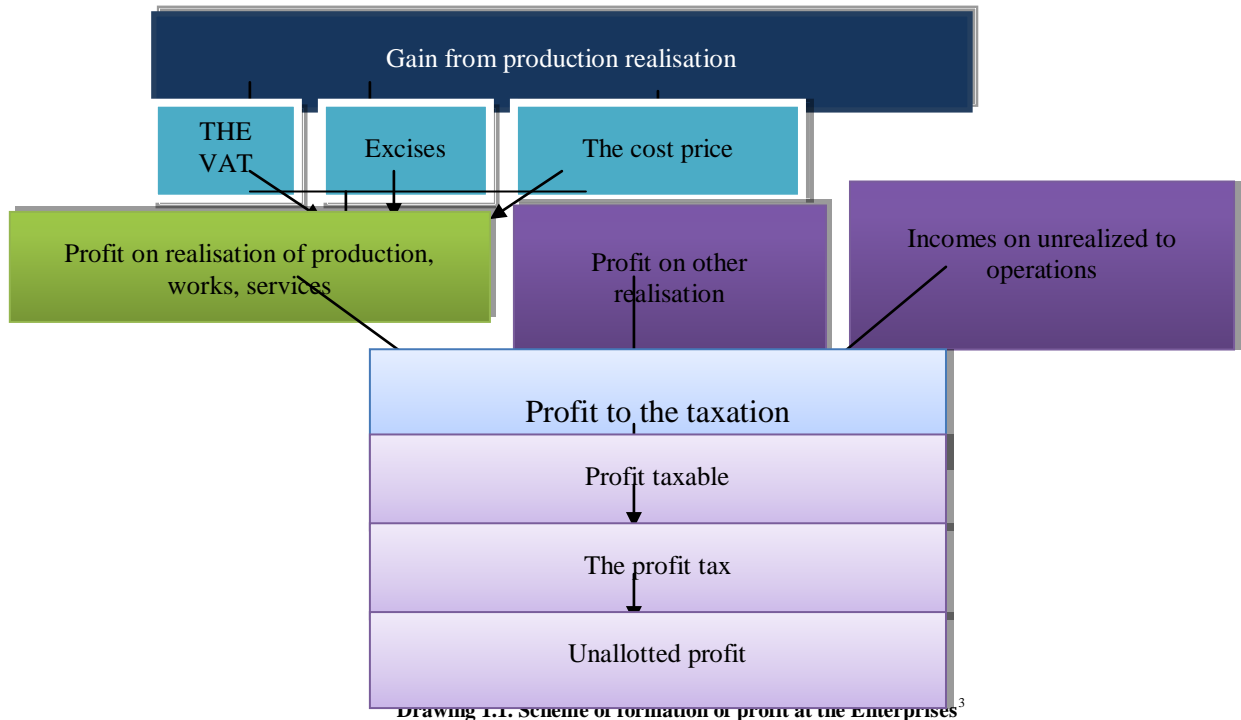 Gain from production realisation
THE
VAT
Excises
The cost price
Profit on realisation of production,
works, services
Profit on other
realisation
Incomes on unrealized to
operations
Profit to the taxation
Profit taxable
The profit tax
Unallotted profit
Drawing 1.1. Scheme of formation of profit at the Enterprises3